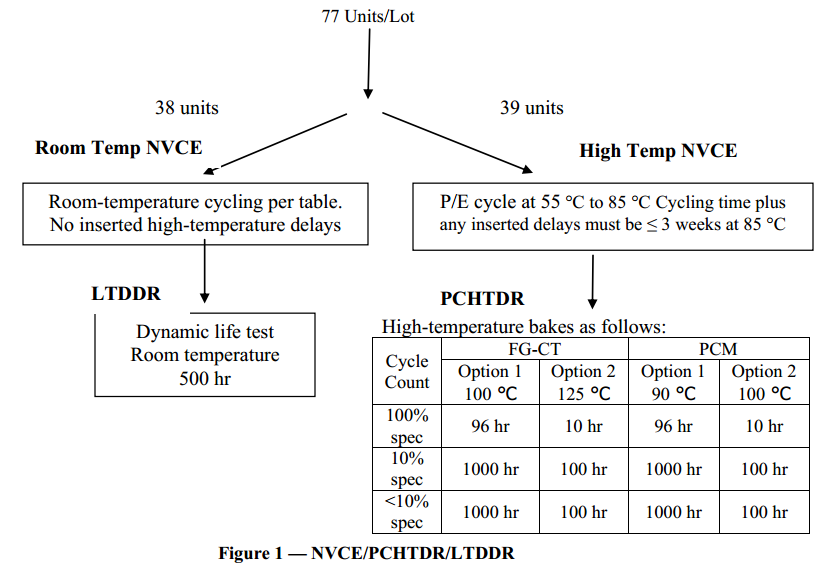 77 Units/Lot
38 units
39 units
Room Temp NVCE
High Temp NVCE
Room-temperature cycling per table.
No inserted high-temperature delays
P/E cycle at 55 °C to 85 °C Cycling time plus
any inserted delays must be ≤ 3 weeks at 85 °C
LTDDR
PCHTDR
Dynamic life test
Room temperature
500 hr
High-temperature bakes as follows:
Cycle
Count
FG-CT
PCM
Option 1
100 °C
Option 2
125 °C
Option 1
90 °C
Option 2
100 °C
100%
spec
96 hr
10 hr
96 hr
10 hr
10%
spec
1000 hr
100 hr
1000 hr
100 hr
<10%
spec
1000 hr
100 hr
1000 hr
100 hr
Figure 1 — NVCE/PCHTDR/LTDDR